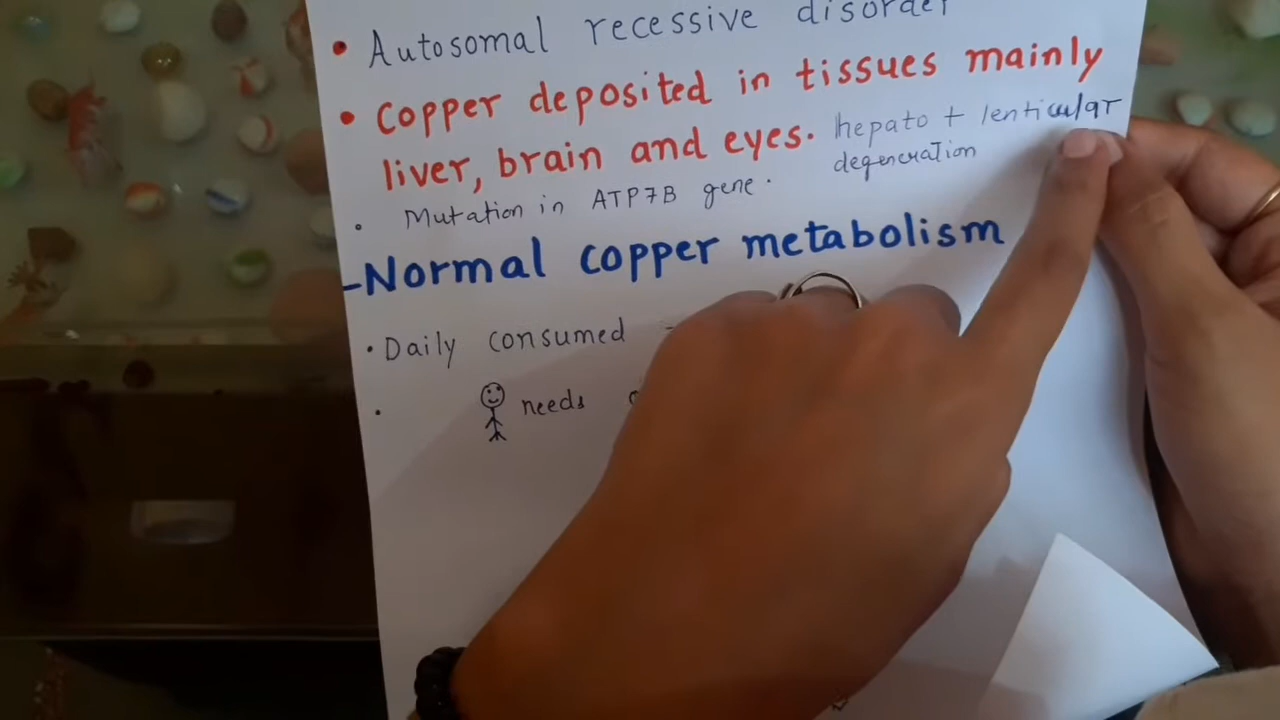 • Autosomal recessive disorder
• Copper deposited in tissues mainly
liver, brain and eyes. hepato + lenticular
degeneration
• Mutation in ATP7B gene.
-Normal copper metabolism
• Daily consumed
• needs